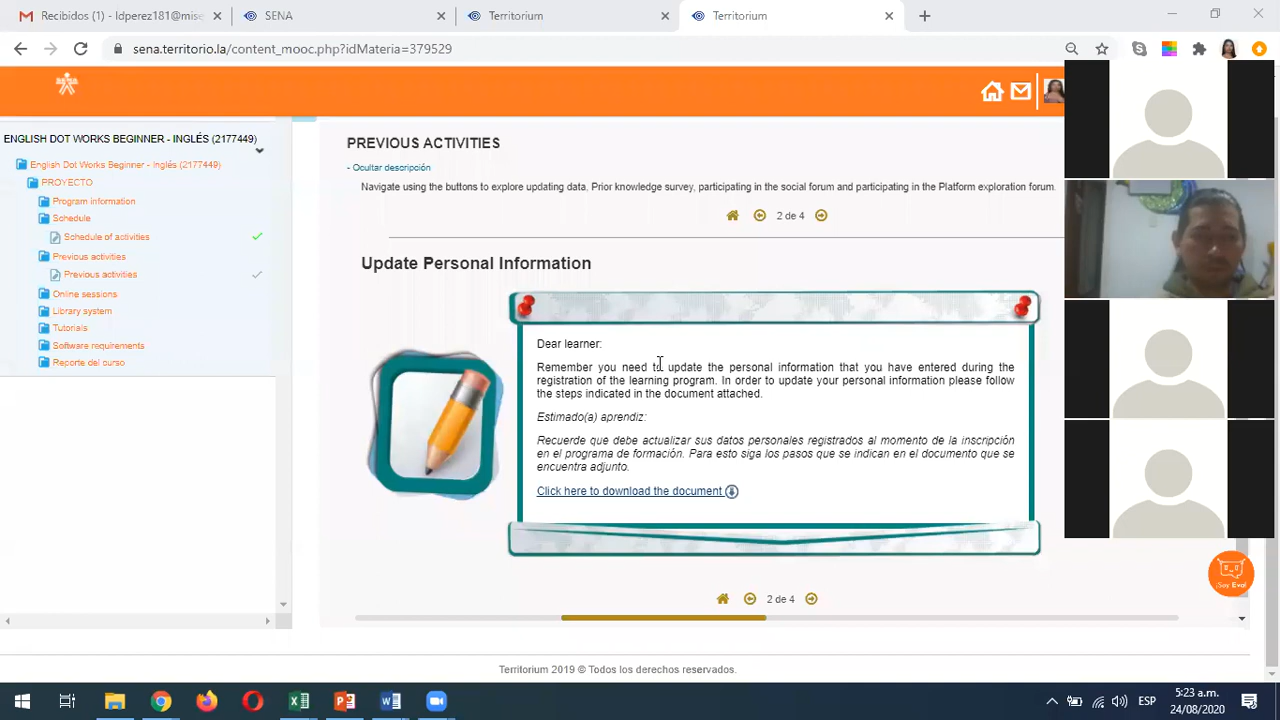 Recibidos (1) - ldperez181@mise
SENA
Territorium
Territorium
sena.territorio.la/content_mooc.php?idMateria=379529
ENGLISH DOT WORKS BEGINNER - INGLÉS (2177449)
English Dot Works Beginner - Inglés (2177449)
PROYECTO
Program information
Schedule
Schedule of activities
Previous activities
Previous activities
Online sessions
Library system
Tutorials
Software requirements
Reporte del curso
PREVIOUS ACTIVITIES
- Ocultar descripción
Navigate using the buttons to explore updating data, Prior knowledge survey, participating in the social forum and participating in the Platform exploration forum.
2 de 4
Update Personal Information
Dear learner:
Remember you need to update the personal information that you have entered during the
registration of the learning program. In order to update your personal information please follow
the steps indicated in the document attached.
Estimado(a) aprendiz:
Recuerde que debe actualizar sus datos personales registrados al momento de la inscripción
en el programa de formación. Para esto siga los pasos que se indican en el documento que se
encuentra adjunto.
Click here to download the document
2 de 4
¡Soy Eva!
Territorium 2019 © Todos los derechos reservados.
ESP
5:23 a.m.
24/08/2020